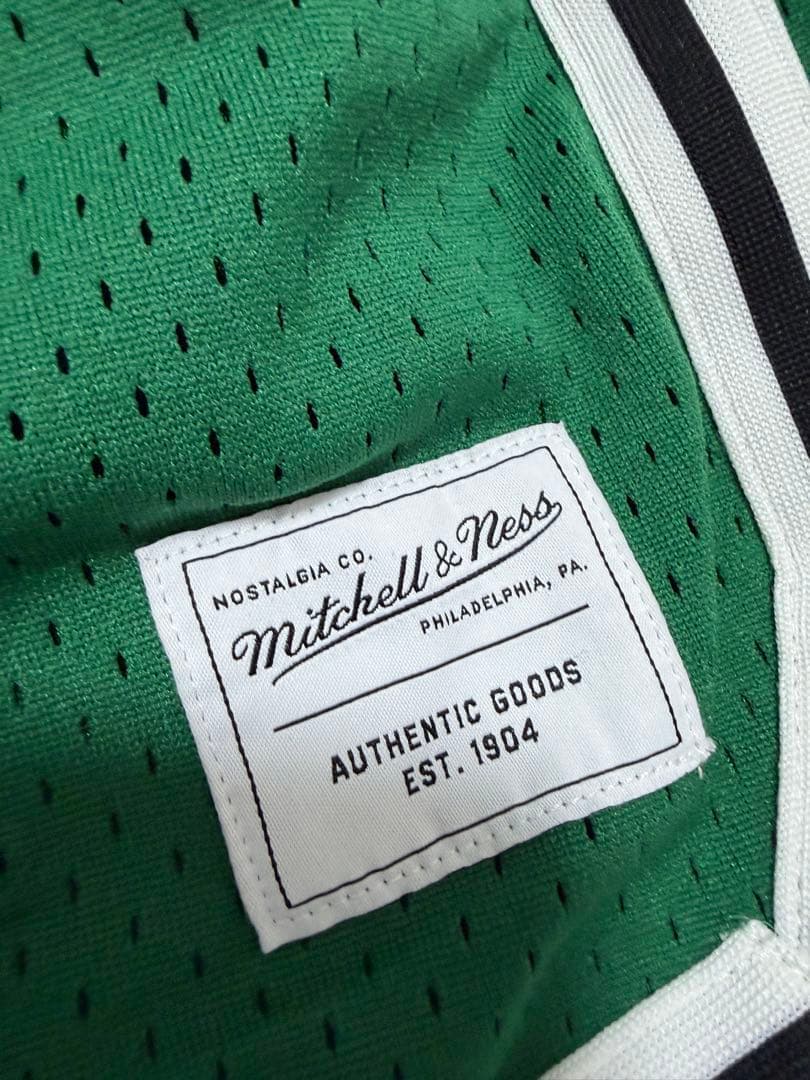 NOSTALGIA CO.
Mitchell & Ness
PHILADELPHIA, PA.
AUTHENTIC GOODS
EST. 1904